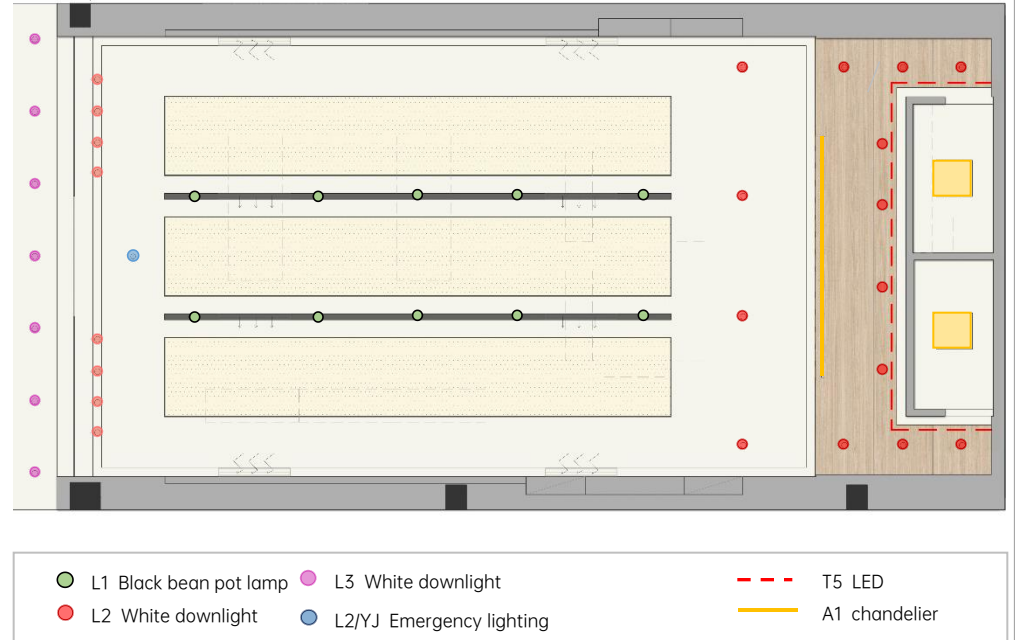 L1 Black bean pot lamp
L3 White downlight
T5 LED
L2 White downlight
L2/YJ Emergency lighting
A1 chandelier